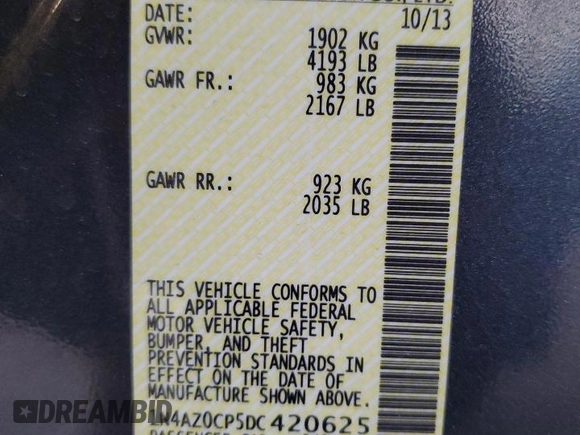 DATE: 10/13
GVWR: 1902 KG
4193 LB
GAWR FR.: 983 KG
2167 LB
GAWR RR.: 923 KG
2035 LB
THIS VEHICLE CONFORMS TO
ALL APPLICABLE FEDERAL
MOTOR VEHICLE SAFETY,
BUMPER, AND THEFT
PREVENTION STANDARDS IN
EFFECT ON THE DATE OF
MANUFACTURE SHOWN ABOVE.
1N4AZ0CP5DC420625
DREAMBID